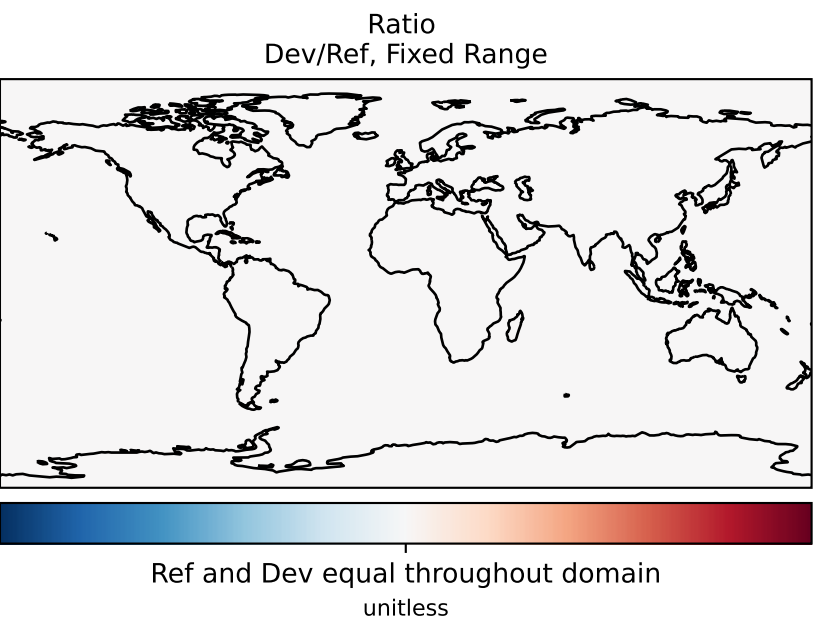 Ratio
Dev/Ref, Fixed Range
Ref and Dev equal throughout domain
unitless